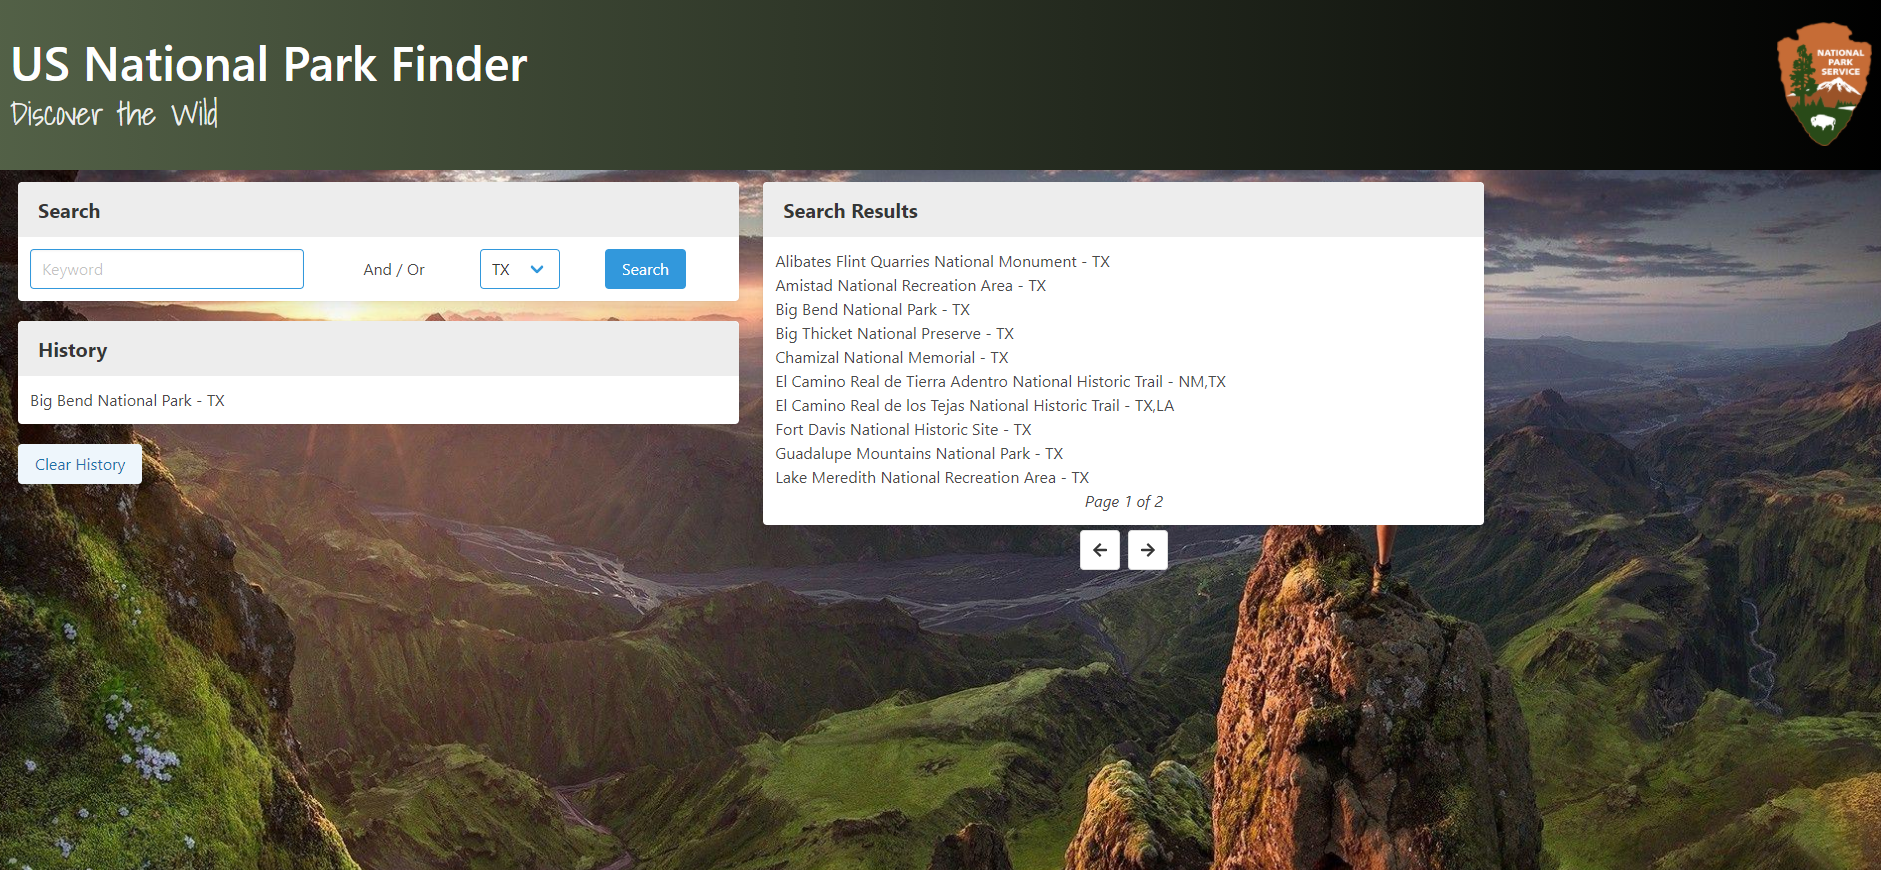 US National Park Finder
Discover the Wild
NATIONAL
PARK
SERVICE
Search
Keyword
And / Or
TX
Search
History
Big Bend National Park - TX
Clear History
Search Results
Alibates Flint Quarries National Monument - TX
Amistad National Recreation Area - TX
Big Bend National Park - TX
Big Thicket National Preserve - TX
Chamizal National Memorial - TX
El Camino Real de Tierra Adentro National Historic Trail - NM,TX
El Camino Real de los Tejas National Historic Trail - TX,LA
Fort Davis National Historic Site - TX
Guadalupe Mountains National Park - TX
Lake Meredith National Recreation Area - TX
Page 1 of 2